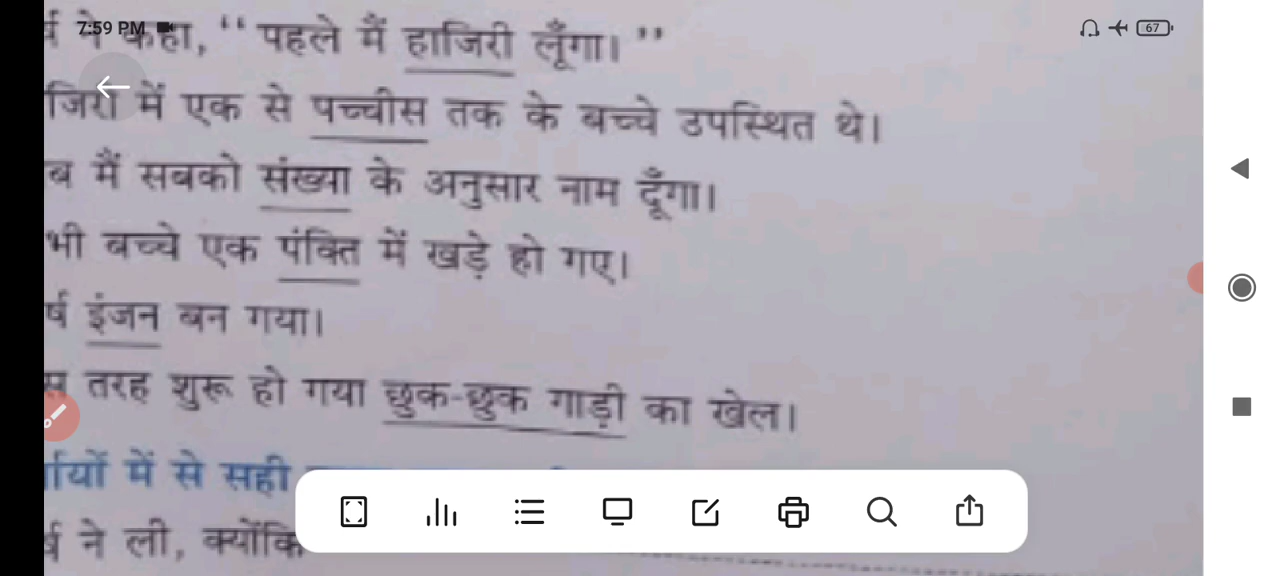 7:59 PM
67
र्ष ने कहा, “ पहले मैं हाजिरी लूँगा। ”
जिरी में एक से पच्चीस तक के बच्चे उपस्थित थे।
ब मैं सबको संख्या के अनुसार नाम दूँगा।
भी बच्चे एक पंक्ति में खड़े हो गए।
र्ष इंजन बन गया।
स तरह शुरू हो गया छुक-छुक गाड़ी का खेल।
में से सही
र्ष ने ली, क्योंकि